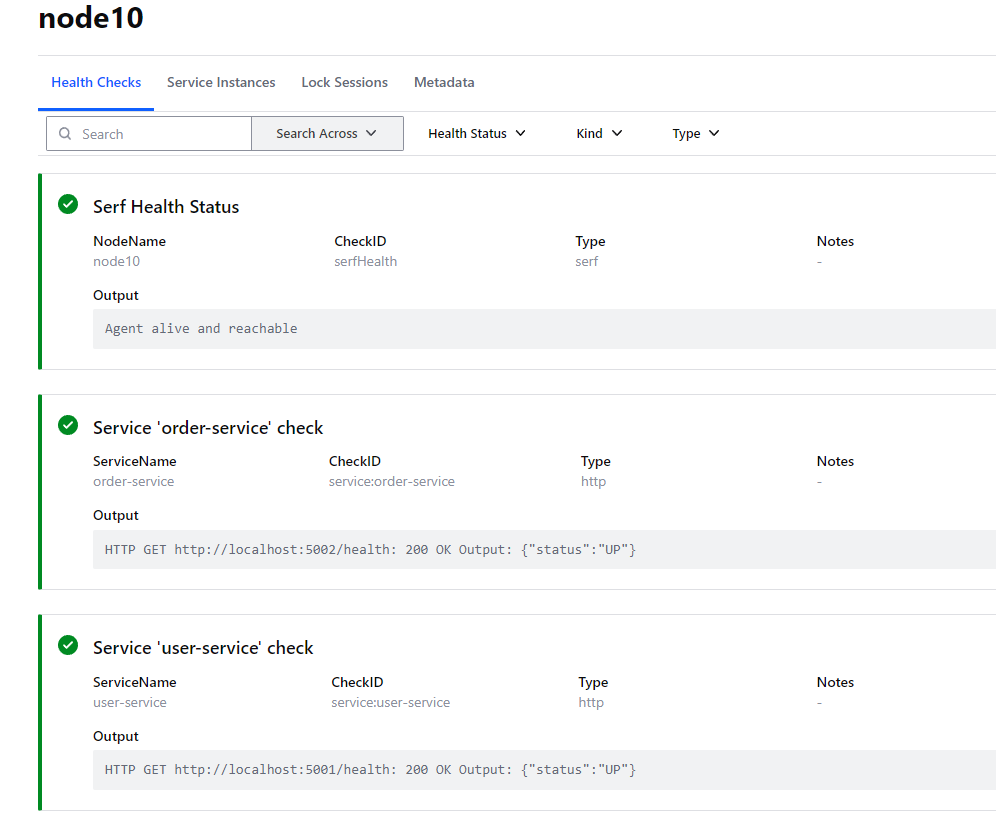 node10
Health Checks Service Instances Lock Sessions Metadata
Search Search Across Health Status Kind Type
Serf Health Status
NodeName CheckID Type Notes
node10 serfHealth serf -
Output
Agent alive and reachable
Service 'order-service' check
ServiceName CheckID Type Notes
order-service service:order-service http -
Output
HTTP GET http://localhost:5002/health: 200 OK Output: {"status":"UP"}
Service 'user-service' check
ServiceName CheckID Type Notes
user-service service:user-service http -
Output
HTTP GET http://localhost:5001/health: 200 OK Output: {"status":"UP"}